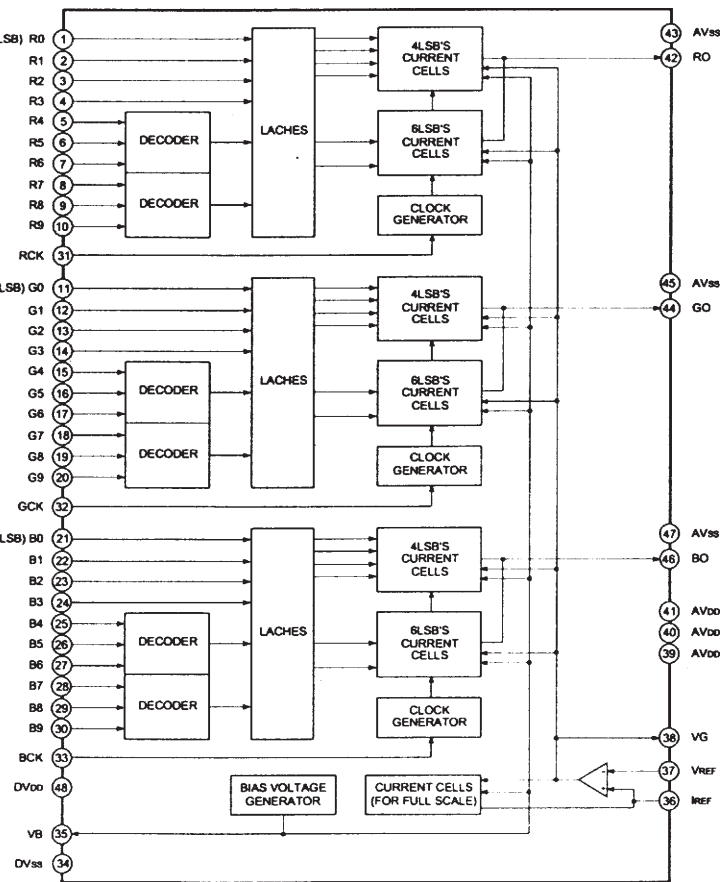 LSB) R0 1
R1 2
R2 3
R3 4
R4 5
R5 6
R6 7
R7 8
R8 9
R9 10
RCK 31
DECODER
DECODER
LACHES
4LSB'S
CURRENT
CELLS
6LSB'S
CURRENT
CELLS
CLOCK
GENERATOR
43 AVss
42 RO
LSB) G0 11
G1 12
G2 13
G3 14
G4 15
G5 16
G6 17
G7 18
G8 19
G9 20
GCK 32
DECODER
DECODER
LACHES
4LSB'S
CURRENT
CELLS
6LSB'S
CURRENT
CELLS
CLOCK
GENERATOR
45 AVss
44 GO
LSB) B0 21
B1 22
B2 23
B3 24
B4 25
B5 26
B6 27
B7 28
B8 29
B9 30
BCK 33
DECODER
DECODER
LACHES
4LSB'S
CURRENT
CELLS
6LSB'S
CURRENT
CELLS
CLOCK
GENERATOR
47 AVss
46 BO
41 AVDD
40 AVDD
39 AVDD
38 VG
37 VREF
36 IREF
DVDD 48
VB 35
DVss 34
BIAS VOLTAGE
GENERATOR
CURRENT CELLS
(FOR FULL SCALE)
-
+